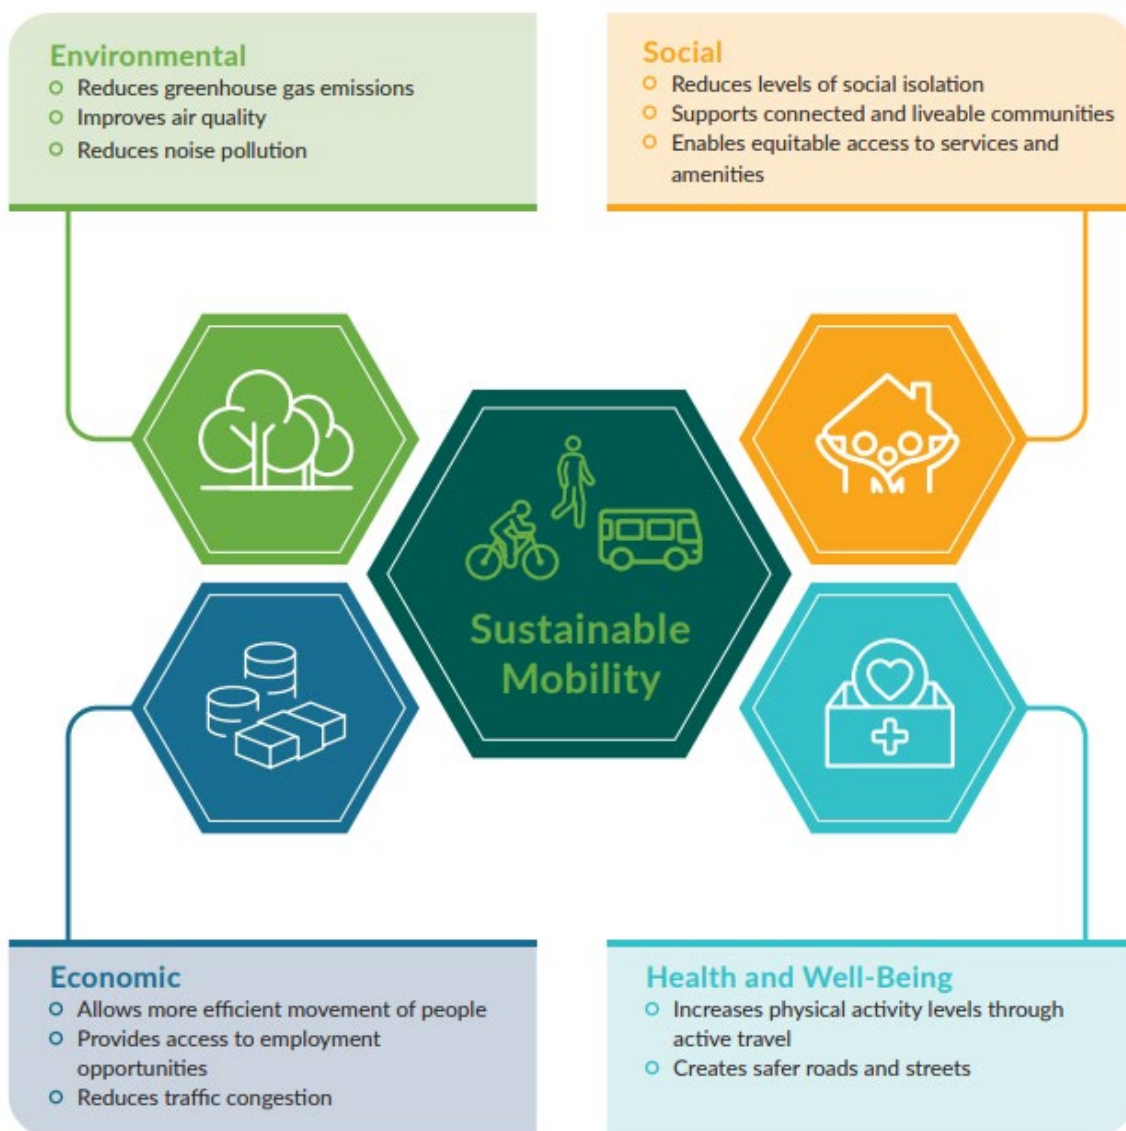 Environmental
Reduces greenhouse gas emissions
Improves air quality
Reduces noise pollution
Social
Reduces levels of social isolation
Supports connected and liveable communities
Enables equitable access to services and
amenities
Sustainable
Mobility
Economic
Allows more efficient movement of people
Provides access to employment
opportunities
Reduces traffic congestion
Health and Well-Being
Increases physical activity levels through
active travel
Creates safer roads and streets